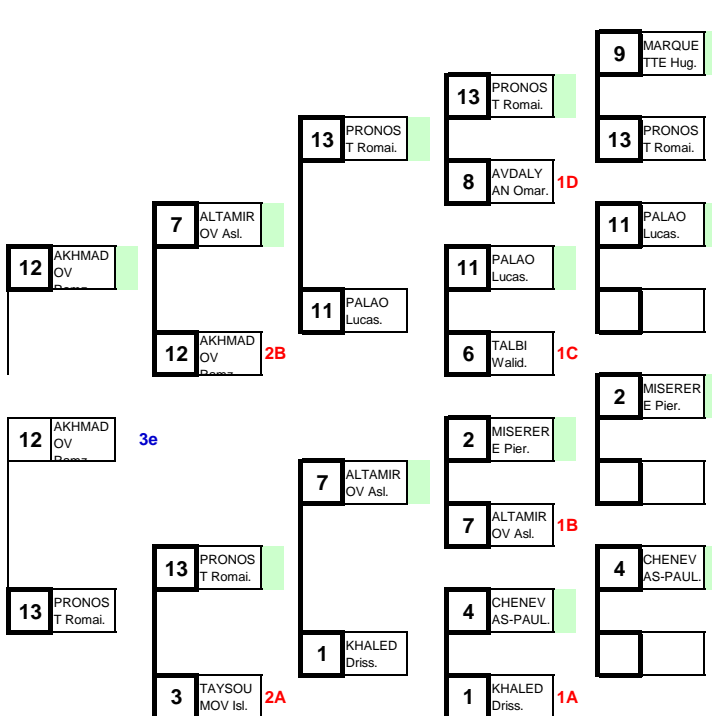 9
MARQUE
TTE Hug.
13
PRONOS
T Romai.
13
PRONOS
T Romai.
13
PRONOS
T Romai.
8
AVDALY
AN Omar.
1D
7
ALTAMIR
OV Asl.
11
PALAO
Lucas.
12
AKHMAD
OV
11
PALAO
Lucas.
11
PALAO
Lucas.
12
AKHMAD
OV
2B
6
TALBI
Walid.
1C
2
MISERER
E Pier.
12
AKHMAD
OV
3e
2
MISERER
E Pier.
7
ALTAMIR
OV Asl.
7
ALTAMIR
OV Asl.
1B
13
PRONOS
T Romai.
4
CHENEV
AS-PAUL.
13
PRONOS
T Romai.
4
CHENEV
AS-PAUL.
1
KHALED
Driss.
3
TAYSOU
MOV Isl.
2A
1
KHALED
Driss.
1A